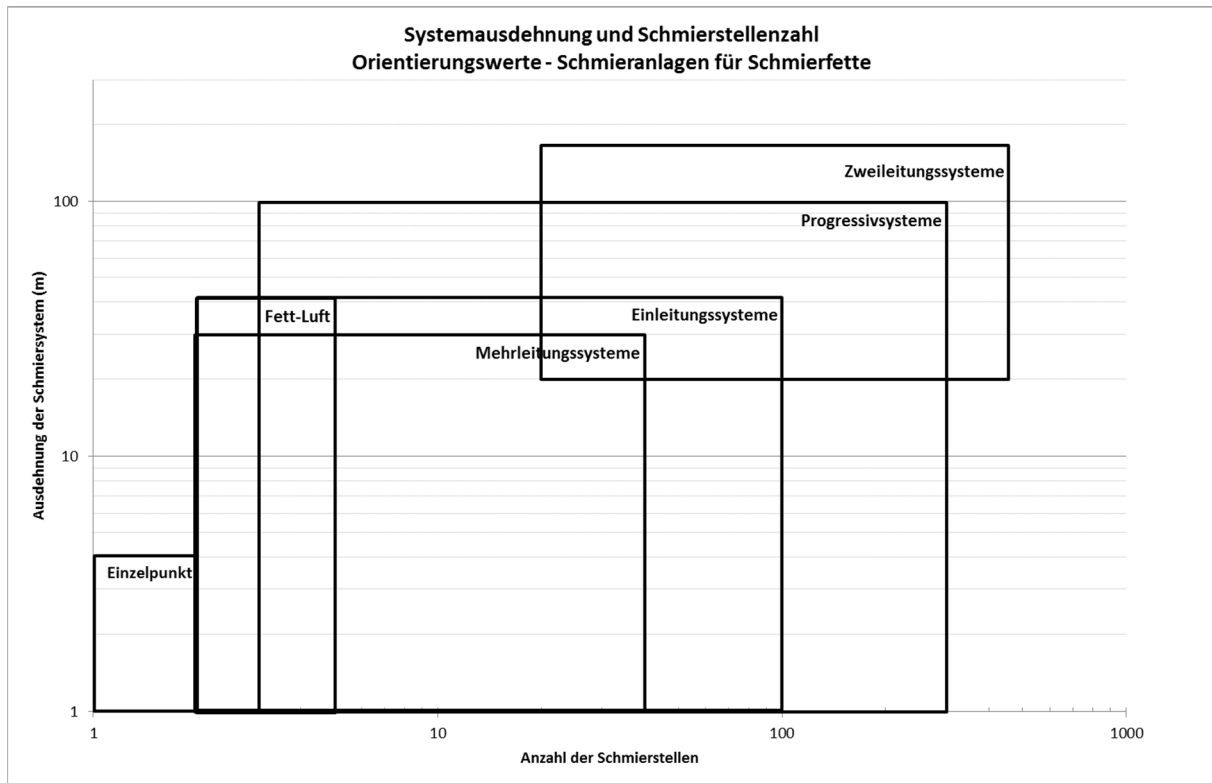 Systemausdehnung und Schmierstellenzahl
Orientierungswerte - Schmieranlagen für Schmierfette
Zweileitungssysteme
100
Progressivsysteme
Ausdehnung der Schmiersystem (m)
Fett-Luft
Einleitungssysteme
Mehrleitungssysteme
10
Einzelpunkt
1
1
10
100
1000
Anzahl der Schmierstellen